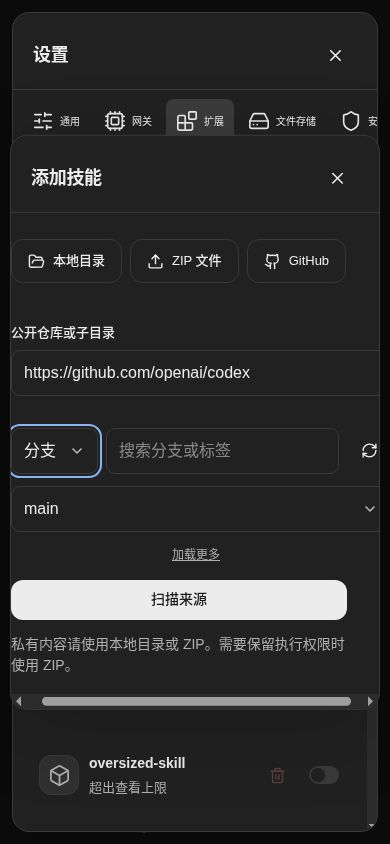 设置
通用
网关
扩展
文件存储
安
添加技能
本地目录
ZIP 文件
GitHub
公开仓库或子目录
https://github.com/openai/codex
分支
搜索分支或标签
main
加载更多
扫描来源
私有内容请使用本地目录或 ZIP。需要保留执行权限时
使用 ZIP。
oversized-skill
超出查看上限